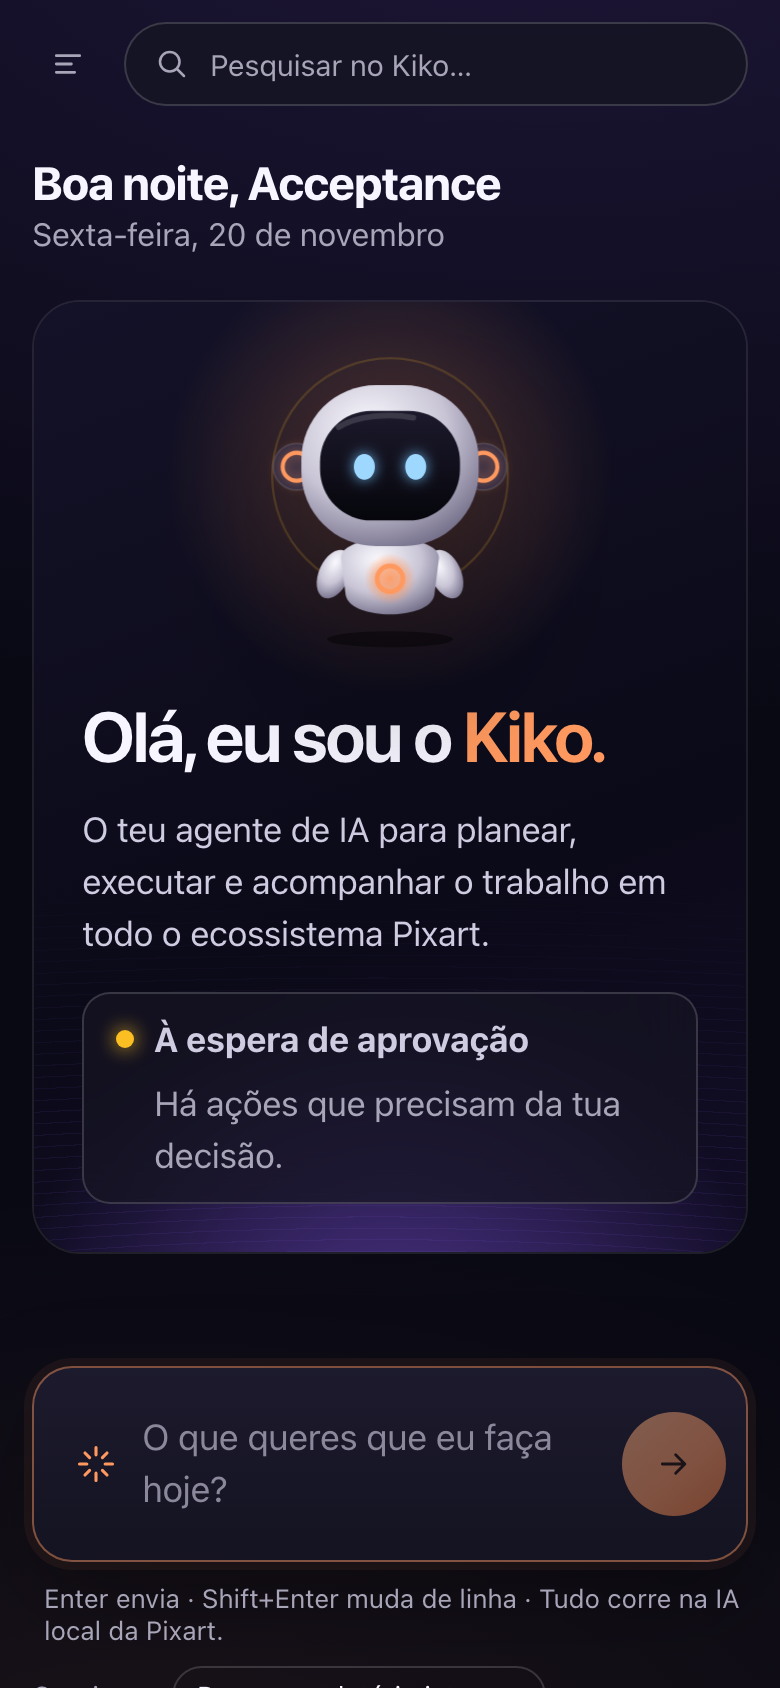 Pesquisar no Kiko...
Boa noite, Acceptance
Sexta-feira, 20 de novembro
Olá, eu sou o Kiko.
O teu agente de IA para planear,
executar e acompanhar o trabalho em
todo o ecossistema Pixart.
À espera de aprovação
Há ações que precisam da tua
decisão.
O que queres que eu faça
hoje?
Enter envia · Shift+Enter muda de linha · Tudo corre na IA
local da Pixart.